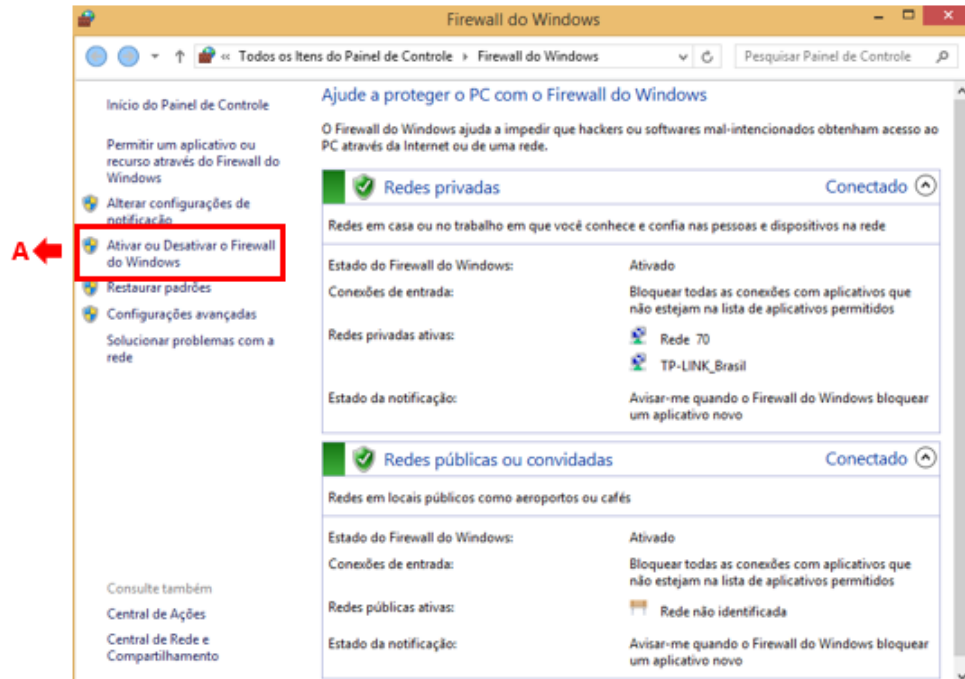 Firewall do Windows
« Todos os Itens do Painel de Controle Firewall do Windows
Pesquisar Painel de Controle
Início do Painel de Controle
Permitir um aplicativo ou
recurso através do Firewall do
Windows
Alterar configurações de
notificação
A
Ativar ou Desativar o Firewall
do Windows
Restaurar padrões
Configurações avançadas
Solucionar problemas com a
rede
Consulte também
Central de Ações
Central de Rede e
Compartilhamento
Ajude a proteger o PC com o Firewall do Windows
O Firewall do Windows ajuda a impedir que hackers ou softwares mal-intencionados obtenham acesso ao
PC através da Internet ou de uma rede.
Redes privadas Conectado
Redes em casa ou no trabalho em que você conhece e confia nas pessoas e dispositivos na rede
Estado do Firewall do Windows: Ativado
Conexões de entrada: Bloquear todas as conexões com aplicativos que
não estejam na lista de aplicativos permitidos
Redes privadas ativas: Rede 70
TP-LINK_Brasil
Estado da notificação: Avisar-me quando o Firewall do Windows bloquear
um aplicativo novo
Redes públicas ou convidadas Conectado
Redes em locais públicos como aeroportos ou cafés
Estado do Firewall do Windows: Ativado
Conexões de entrada: Bloquear todas as conexões com aplicativos que
não estejam na lista de aplicativos permitidos
Redes públicas ativas: Rede não identificada
Estado da notificação: Avisar-me quando o Firewall do Windows bloquear
um aplicativo novo